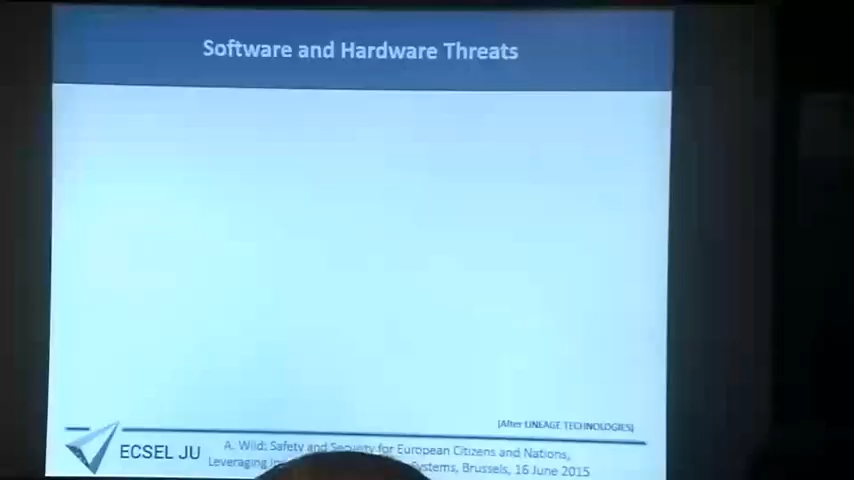 Software and Hardware Threats
[After LINEAGE TECHNOLOGIES]
ECSEL JU
A. Wild: Safety and Security for European Citizens and Nations,
Leveraging Systems, Brussels, 16 June 2015